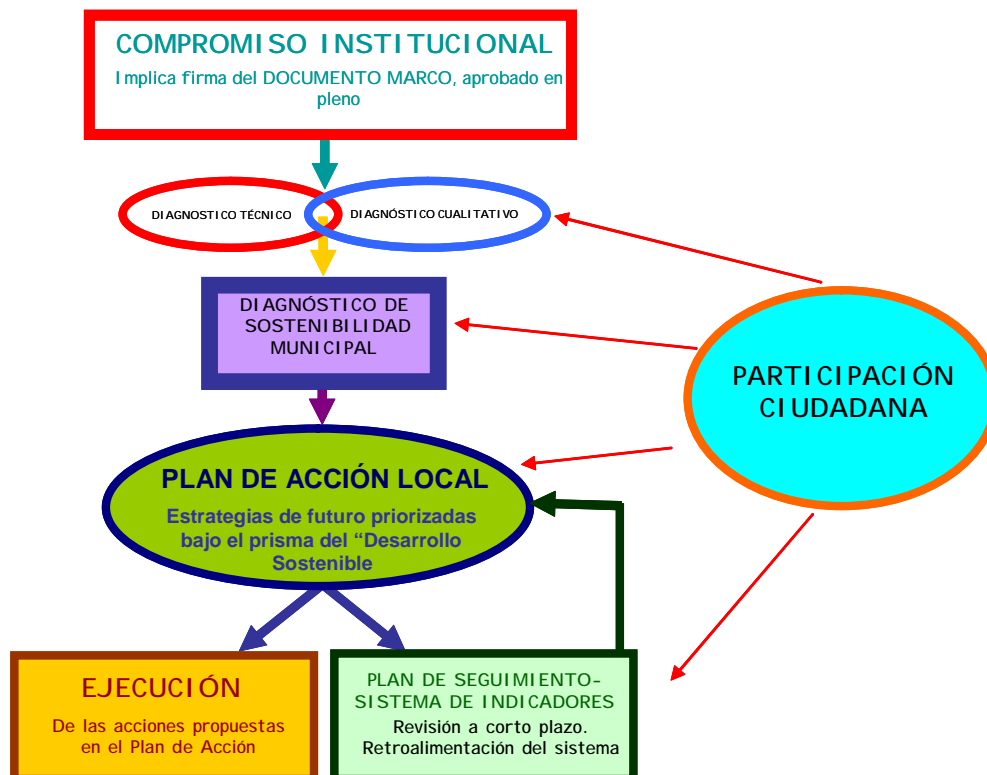 COMPROMISO INSTITUCIONAL
Implica firma del DOCUMENTO MARCO, aprobado en
pleno
DIAGNOSTICO TÉCNICO
DIAGNÓSTICO CUALITATIVO
DIAGNÓSTICO DE
SOSTENIBILIDAD
MUNICIPAL
PARTICIPACIÓN
CIUDADANA
PLAN DE ACCIÓN LOCAL
Estrategias de futuro priorizadas
bajo el prisma del “Desarrollo
Sostenible
EJECUCIÓN
De las acciones propuestas
en el Plan de Acción
PLAN DE SEGUIMIENTO-
SISTEMA DE INDICADORES
Revisión a corto plazo.
Retroalimentación del sistema